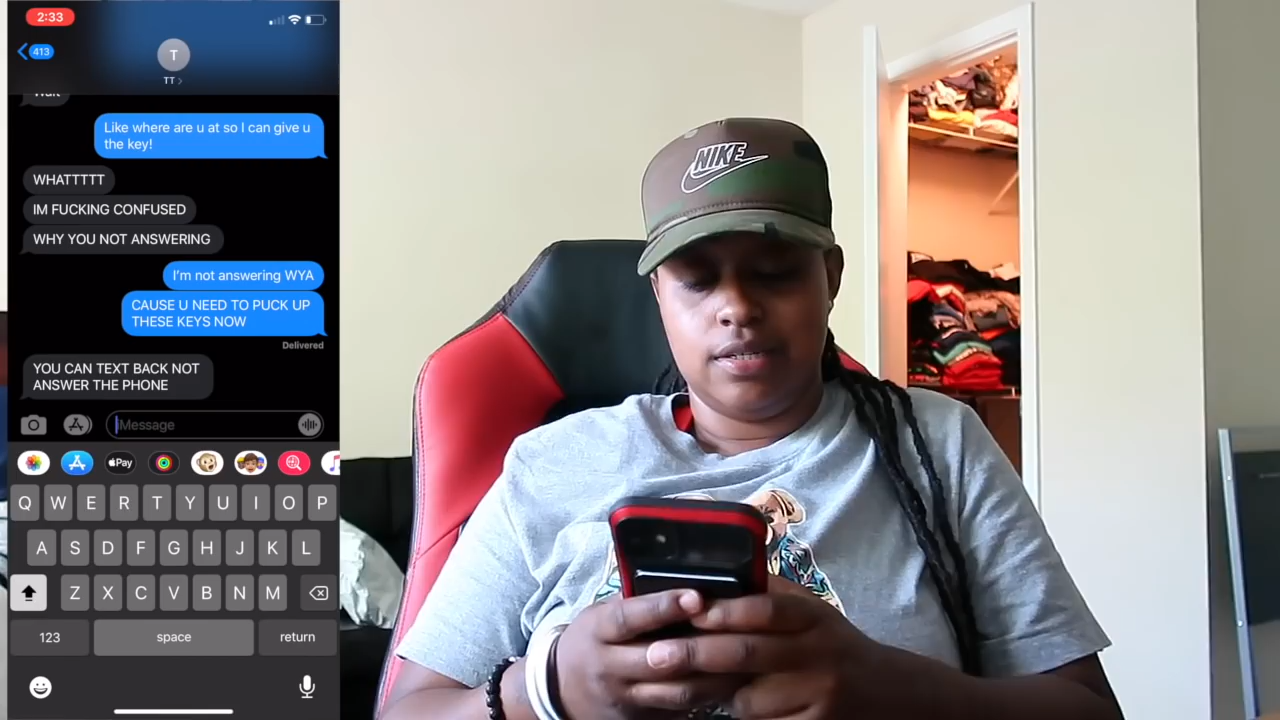 2:33
413
T
TT
Wait
Like where are u at so I can give u
the key!
WHATTTTT
IM FUCKING CONFUSED
WHY YOU NOT ANSWERING
I'm not answering WYA
CAUSE U NEED TO PUCK UP
THESE KEYS NOW
Delivered
YOU CAN TEXT BACK NOT
ANSWER THE PHONE
iMessage
Pay
Q W E R T Y U I O P
A S D F G H J K L
Z X C V B N M
123 space return
NIKE